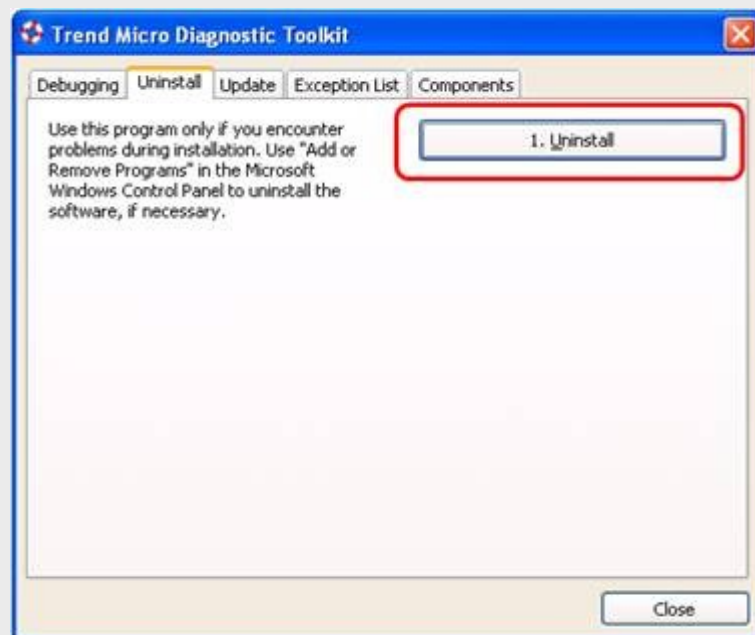 Trend Micro Diagnostic Toolkit
Debugging Uninstall Update Exception List Components
Use this program only if you encounter
problems during installation. Use "Add or
Remove Programs" in the Microsoft
Windows Control Panel to uninstall the
software, if necessary.
1. Uninstall
Close